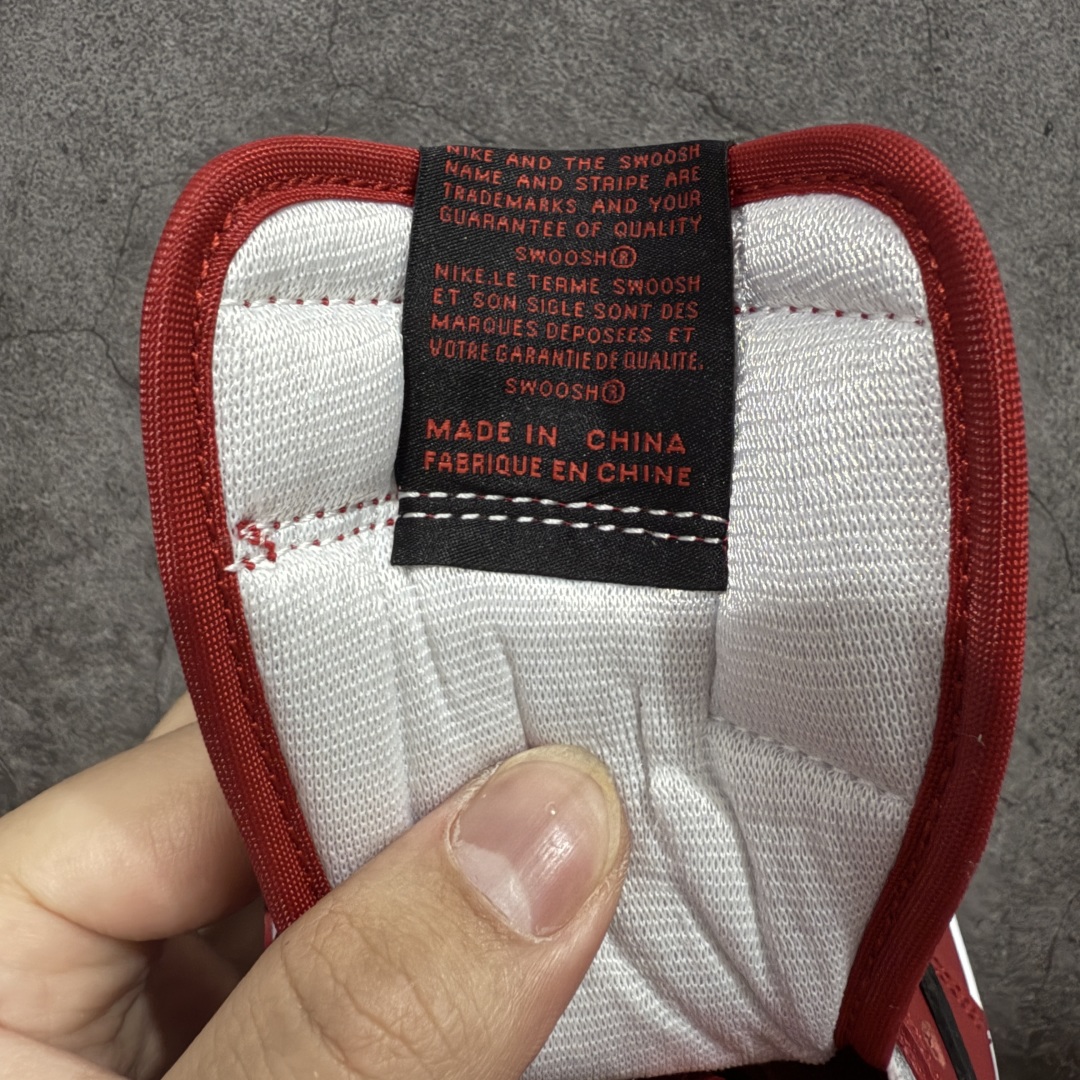 NIKE AND THE SWOOSH
NAME AND STRIPE ARE
TRADEMARKS AND YOUR
GUARANTEE OF QUALITY
SWOOSH®
NIKE.LE TERME SWOOSH
ET SON SIGLE SONT DES
MARQUES DEPOSEES ET
VOTRE GARANTIE DE QUALITE.
SWOOSH®
MADE IN CHINA
FABRIQUE EN CHINE